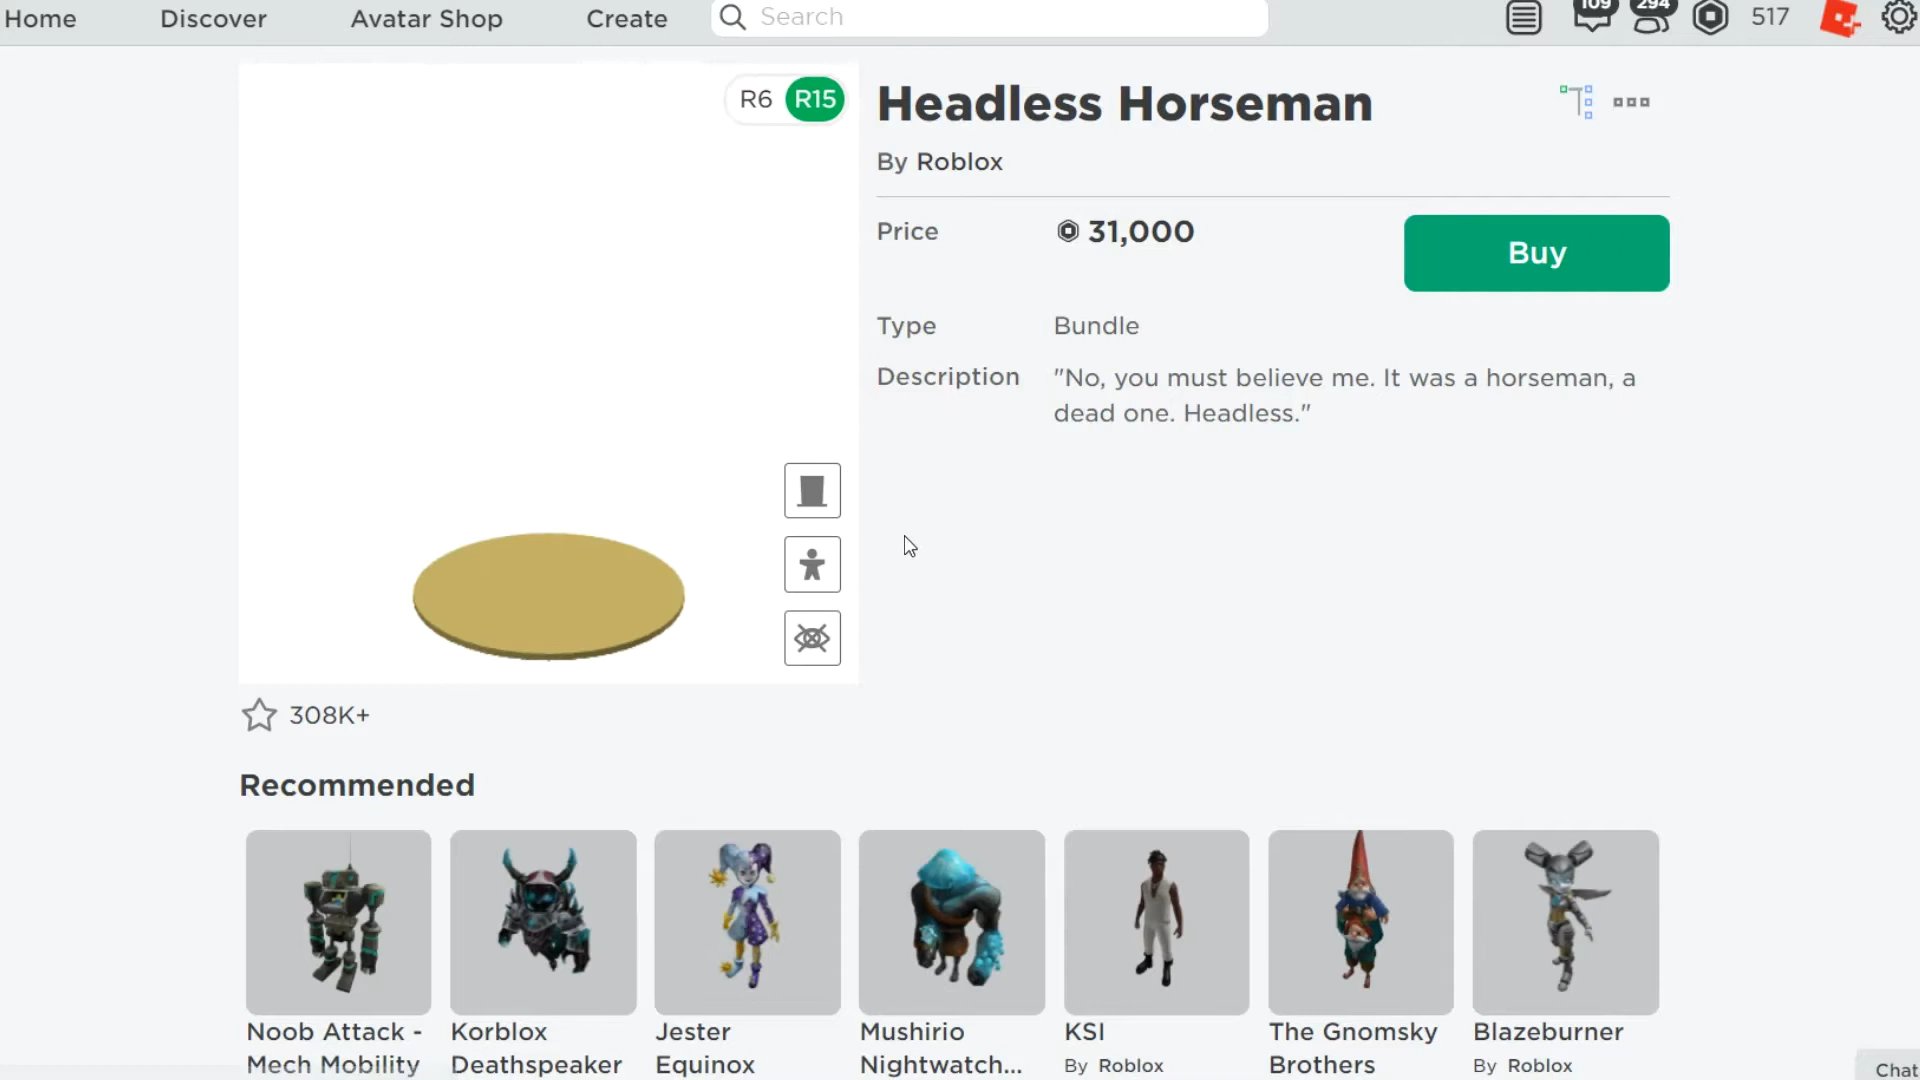 Home Discover Avatar Shop Create Search 109 294 517
R6 R15
Headless Horseman
By Roblox
Price 31,000
Buy
Type Bundle
Description "No, you must believe me. It was a horseman, a
dead one. Headless."
308K+
Recommended
Noob Attack -
Mech Mobility
Korblox
Deathspeaker
Jester
Equinox
Mushirio
Nightwatch...
KSI
By Roblox
The Gnomsky
Brothers
Blazeburner
By Roblox
Chat